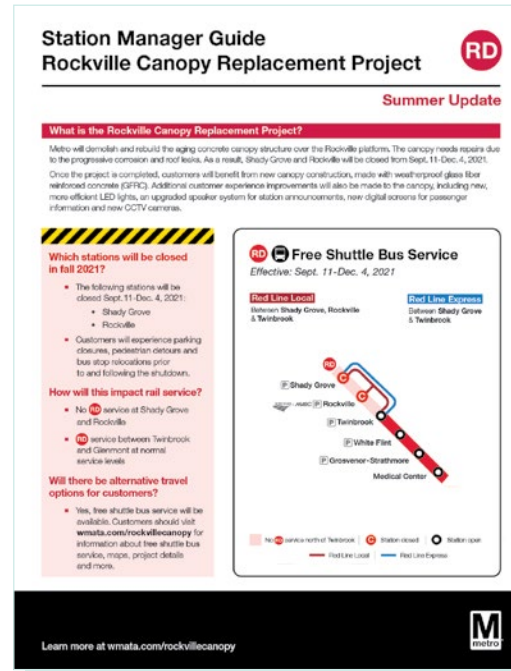 Station Manager Guide
Rockville Canopy Replacement Project
RD
Summer Update
What is the Rockville Canopy Replacement Project?
Metro will demolish and rebuild the aging concrete canopy structure over the Rockville platform. The canopy needs repairs due
to the progressive corrosion and roof leaks. As a result, Shady Grove and Rockville will be closed from Sept. 11-Dec. 4, 2021.
Once the project is completed, customers will benefit from new canopy construction, made with weatherproof glass fiber
reinforced concrete (GFRC). Additional customer experience improvements will also be made to the canopy, including new,
more efficient LED lights, an upgraded speaker system for station announcements, new digital screens for passenger
information and new CCTV cameras.
Which stations will be closed
in fall 2021?
The following stations will be
closed Sept. 11-Dec. 4, 2021:
Shady Grove
Rockville
Customers will experience parking
closures, pedestrian detours and
bus stop relocations prior
to and following the shutdown.
How will this impact rail service?
No RD service at Shady Grove
and Rockville
RD service between Twinbrook
and Glenmont at normal
service levels
Will there be alternative travel
options for customers?
Yes, free shuttle bus service will be
available. Customers should visit
wmata.com/rockvillecanopy for
information about free shuttle bus
service, maps, project details
and more.
RD Free Shuttle Bus Service
Effective: Sept. 11-Dec. 4, 2021
Red Line Local
Between Shady Grove, Rockville
& Twinbrook
Red Line Express
Between Shady Grove
& Twinbrook
RD
P Shady Grove
C
P Rockville
C
P Twinbrook
P White Flint
P Grosvenor-Strathmore
Medical Center
No RD service north of Twinbrook
C Station closed
Station open
Red Line Local
Red Line Express
Learn more at wmata.com/rockvillecanopy
M
metro